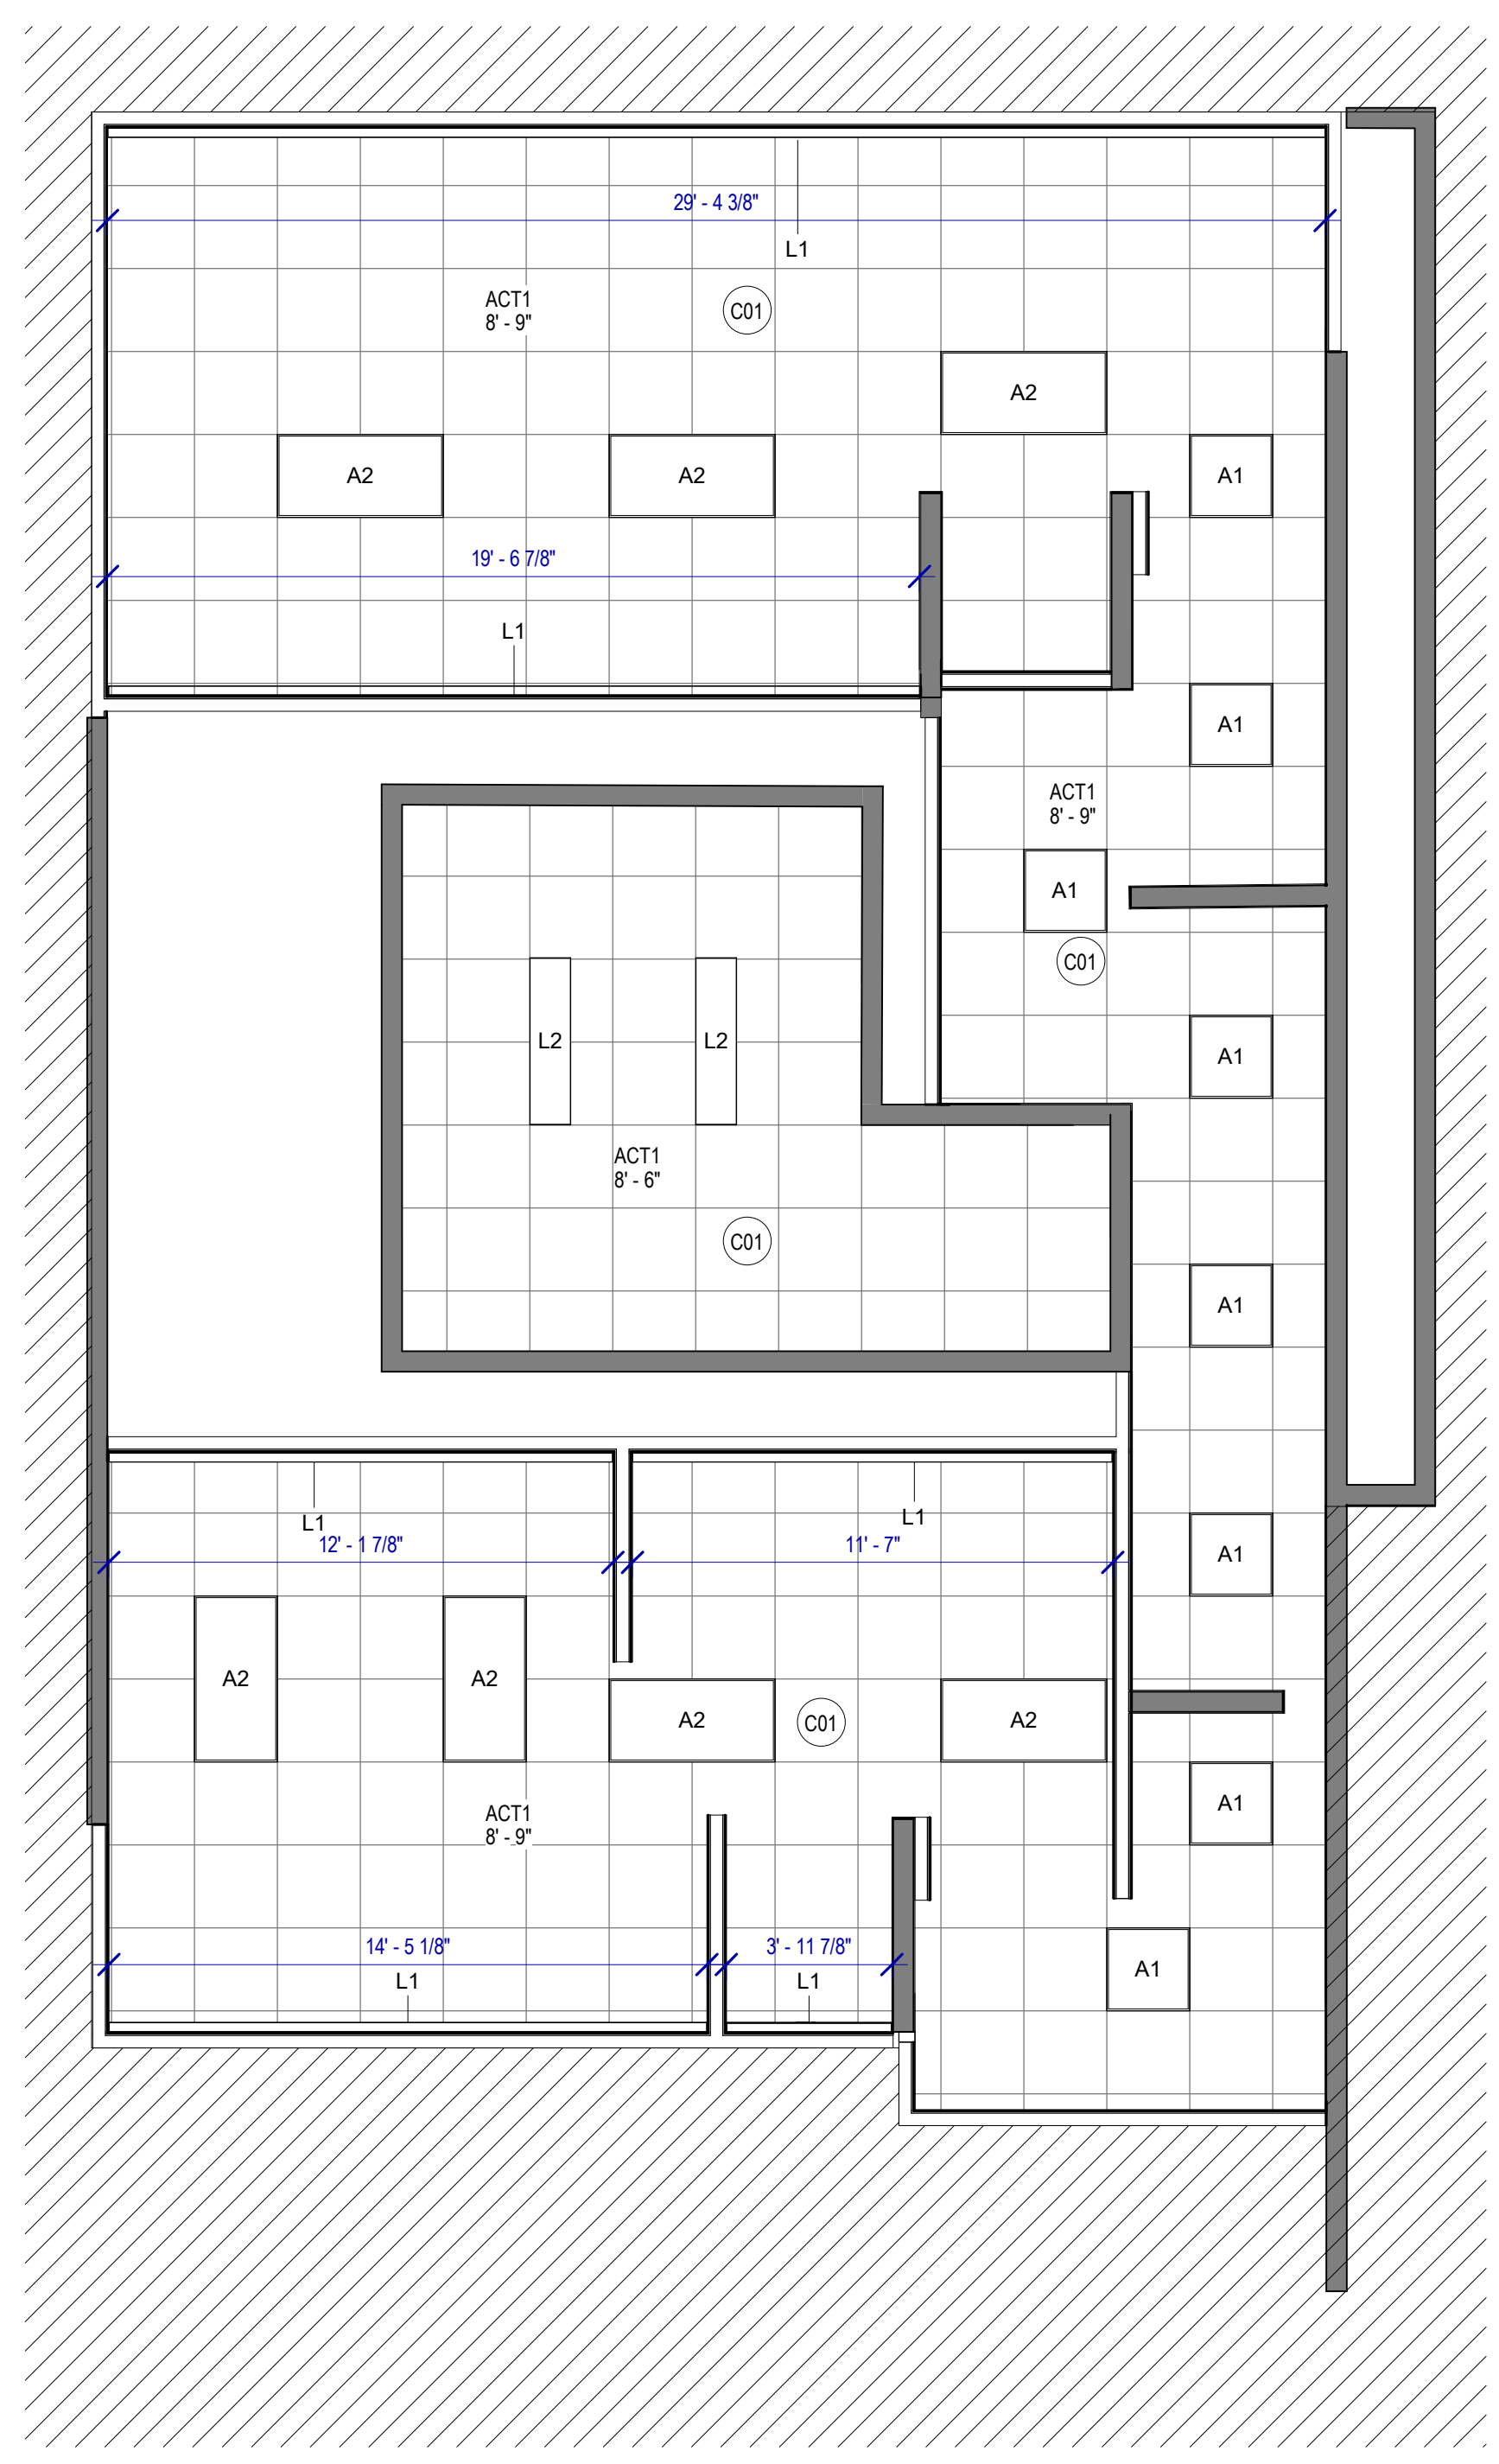 29' - 4 3/8"
L1
ACT1
8' - 9"
C01
A2
A2
A2
A1
19' - 6 7/8"
L1
A1
ACT1
8' - 9"
A1
C01
L2
L2
A1
ACT1
8' - 6"
C01
A1
L1
L1
12' - 1 7/8"
11' - 7"
A1
A2
A2
A2
C01
A2
A1
ACT1
8' - 9"
14' - 5 1/8"
3' - 11 7/8"
L1
L1
A1